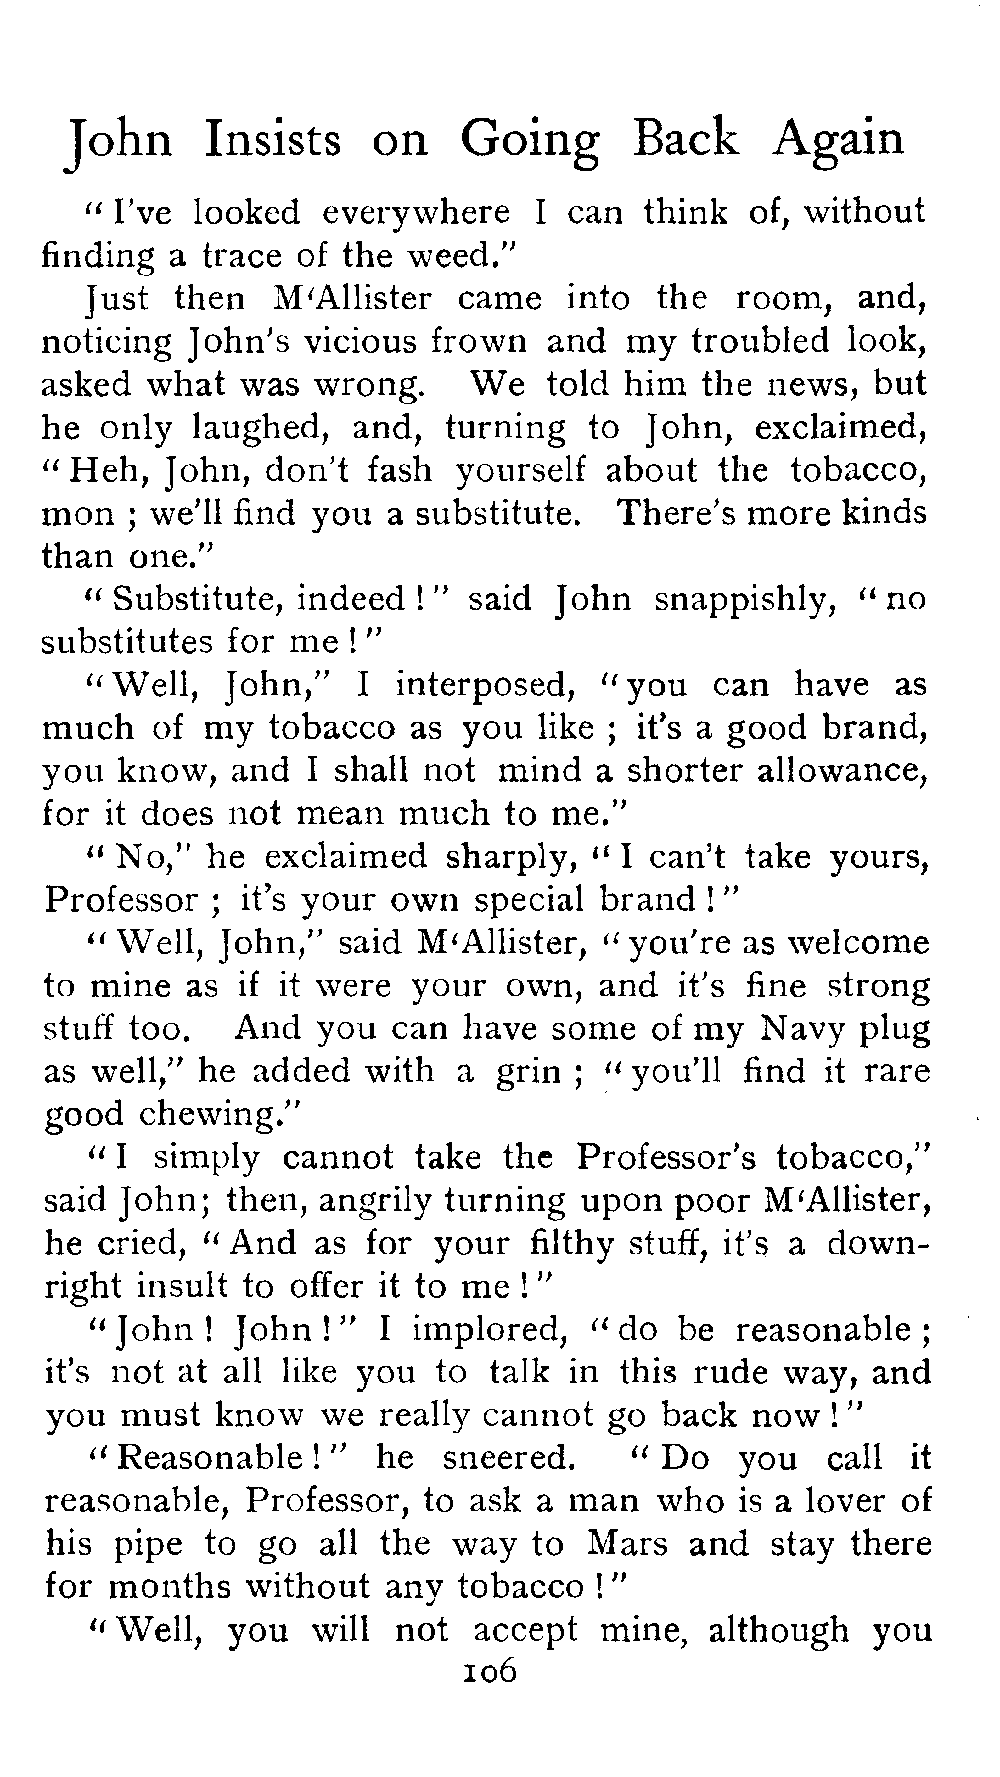 John Insists on Going Back Again
“ I've looked everywhere I can think of, without
finding a trace of the weed.”
Just then M‘Allister came into the room, and,
noticing John's vicious frown and my troubled look,
asked what was wrong. We told him the news, but
he only laughed, and, turning to John, exclaimed,
“ Heh, John, don't fash yourself about the tobacco,
mon ; we'll find you a substitute. There's more kinds
than one.”
“ Substitute, indeed ! ” said John snappishly, “ no
substitutes for me ! ”
“ Well, John,” I interposed, “ you can have as
much of my tobacco as you like ; it's a good brand,
you know, and I shall not mind a shorter allowance,
for it does not mean much to me.”
“ No,” he exclaimed sharply, “ I can't take yours,
Professor ; it's your own special brand ! ”
“ Well, John,” said M‘Allister, “ you're as welcome
to mine as if it were your own, and it's fine strong
stuff too. And you can have some of my Navy plug
as well,” he added with a grin ; “ you'll find it rare
good chewing.”
“ I simply cannot take the Professor's tobacco,”
said John; then, angrily turning upon poor M‘Allister,
he cried, “ And as for your filthy stuff, it's a down-
right insult to offer it to me ! ”
“ John ! John ! ” I implored, “ do be reasonable ;
it's not at all like you to talk in this rude way, and
you must know we really cannot go back now ! ”
“ Reasonable ! ” he sneered. “ Do you call it
reasonable, Professor, to ask a man who is a lover of
his pipe to go all the way to Mars and stay there
for months without any tobacco ! ”
“ Well, you will not accept mine, although you
106